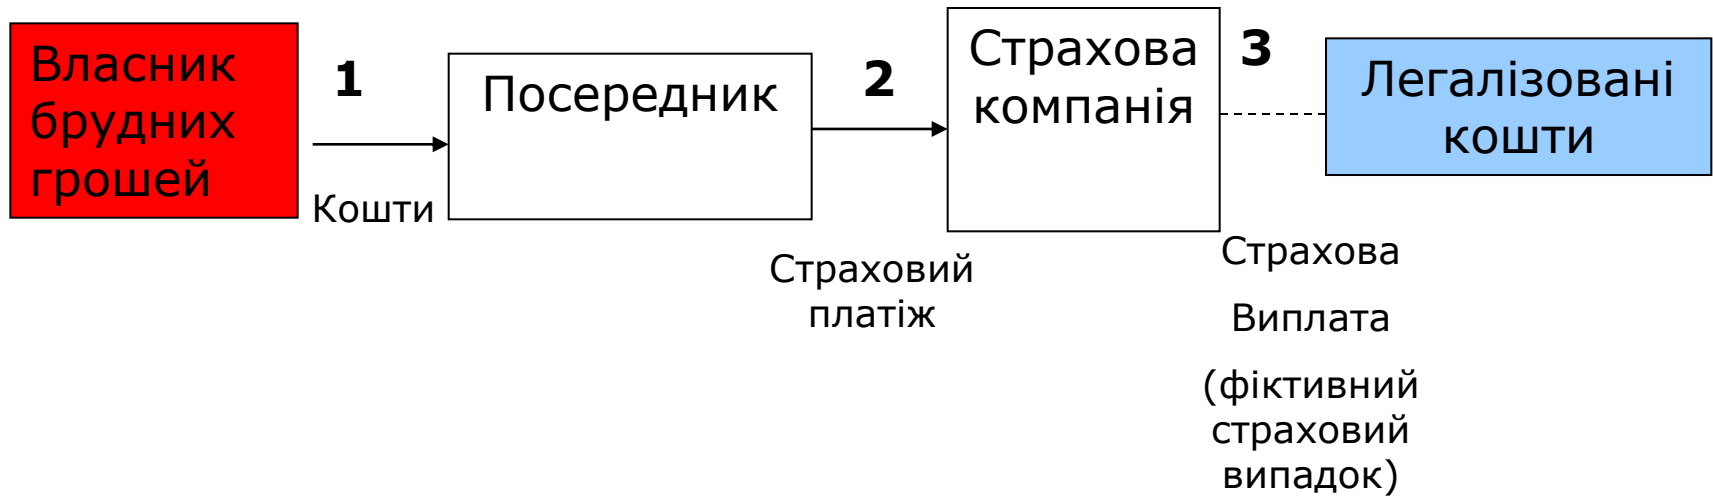 Власник
брудних
грошей
1
Кошти
Посередник
2
Страховий
платіж
Страхова
компанія
3
Страхова
Виплата
(фіктивний
страховий
випадок)
Легалізовані
кошти